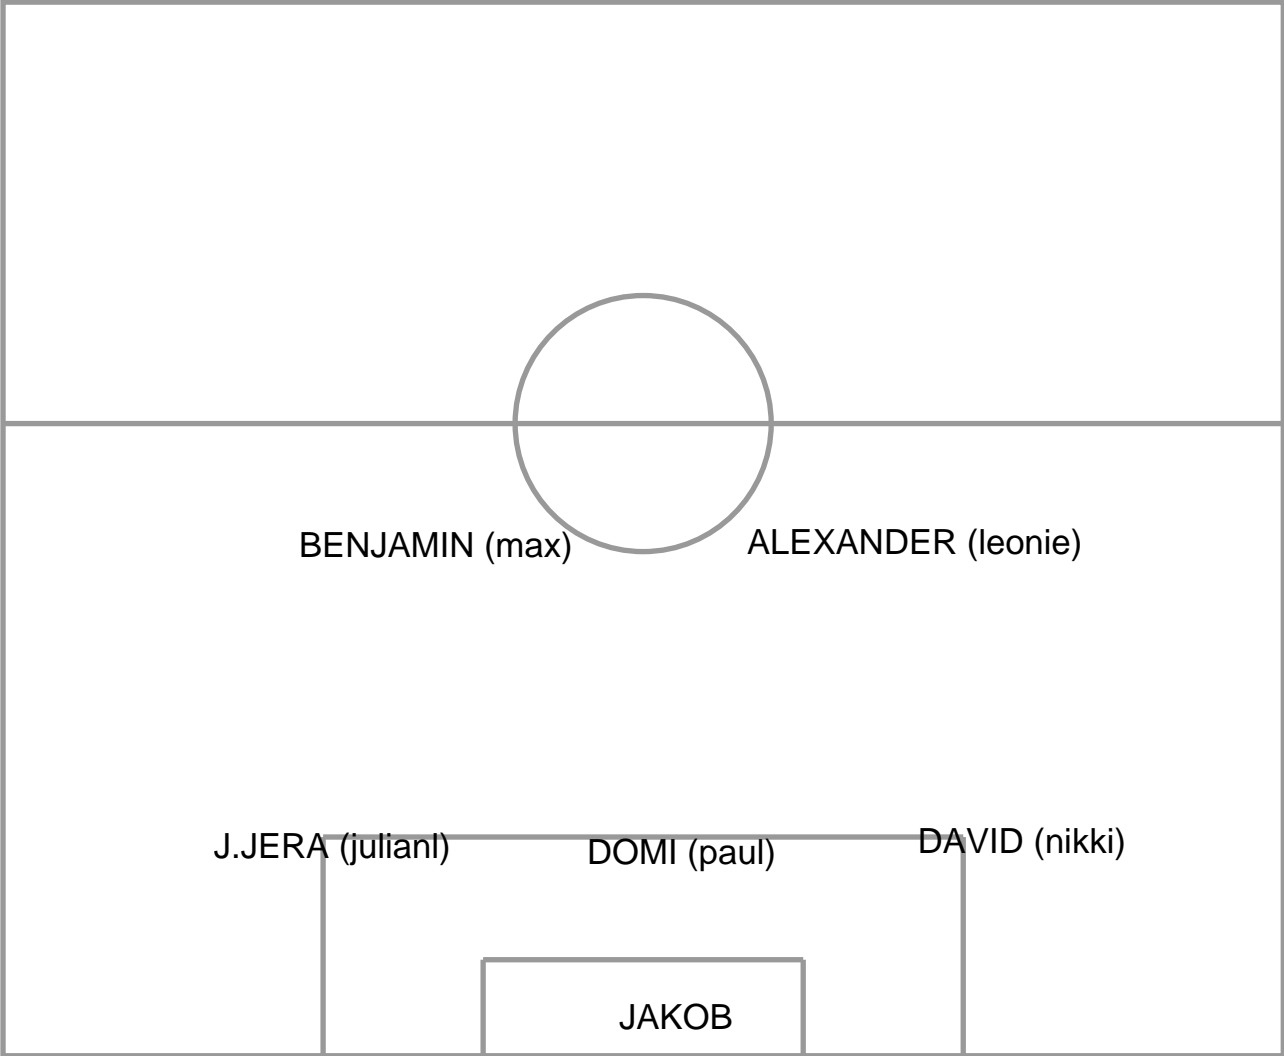 BENJAMIN (max)
ALEXANDER (leonie)
J.JERA (julianl)
DOMI (paul)
DAVID (nikki)
JAKOB